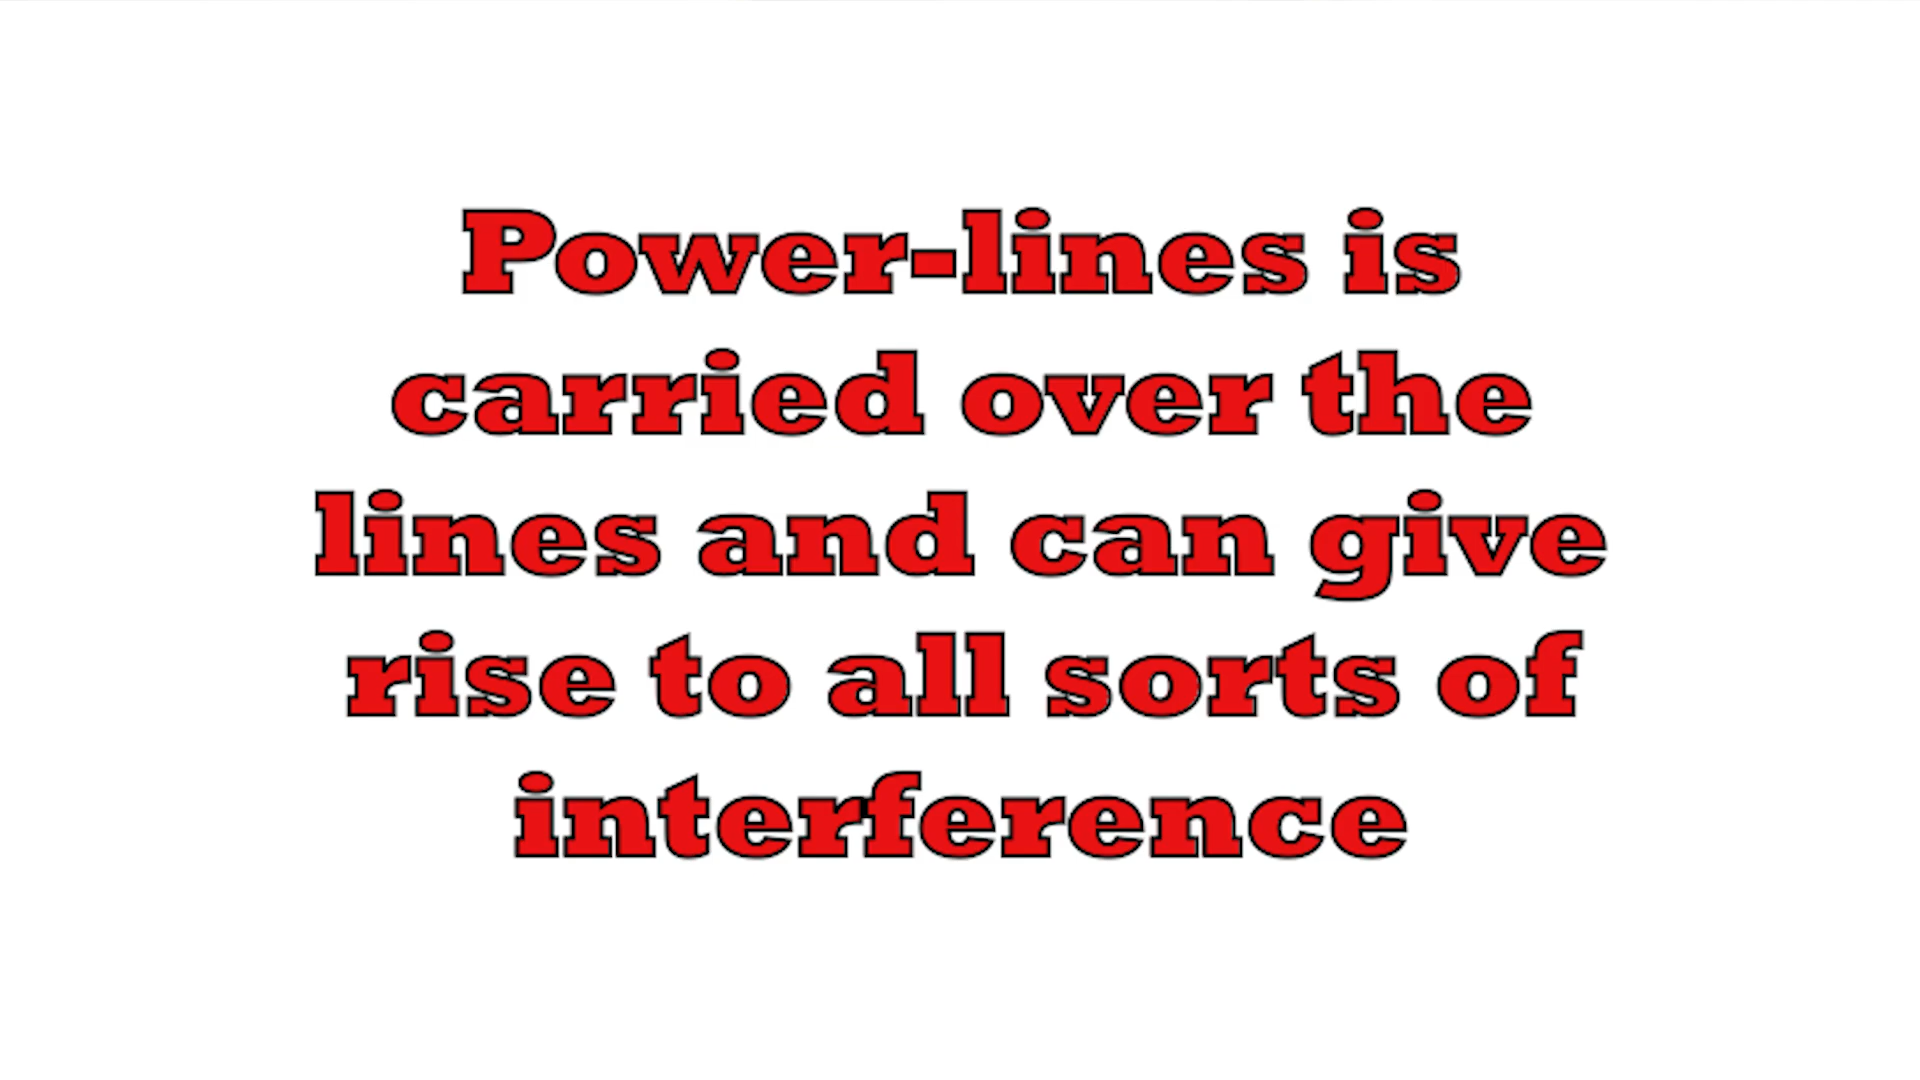 Power-lines is
carried over the
lines and can give
rise to all sorts of
interference